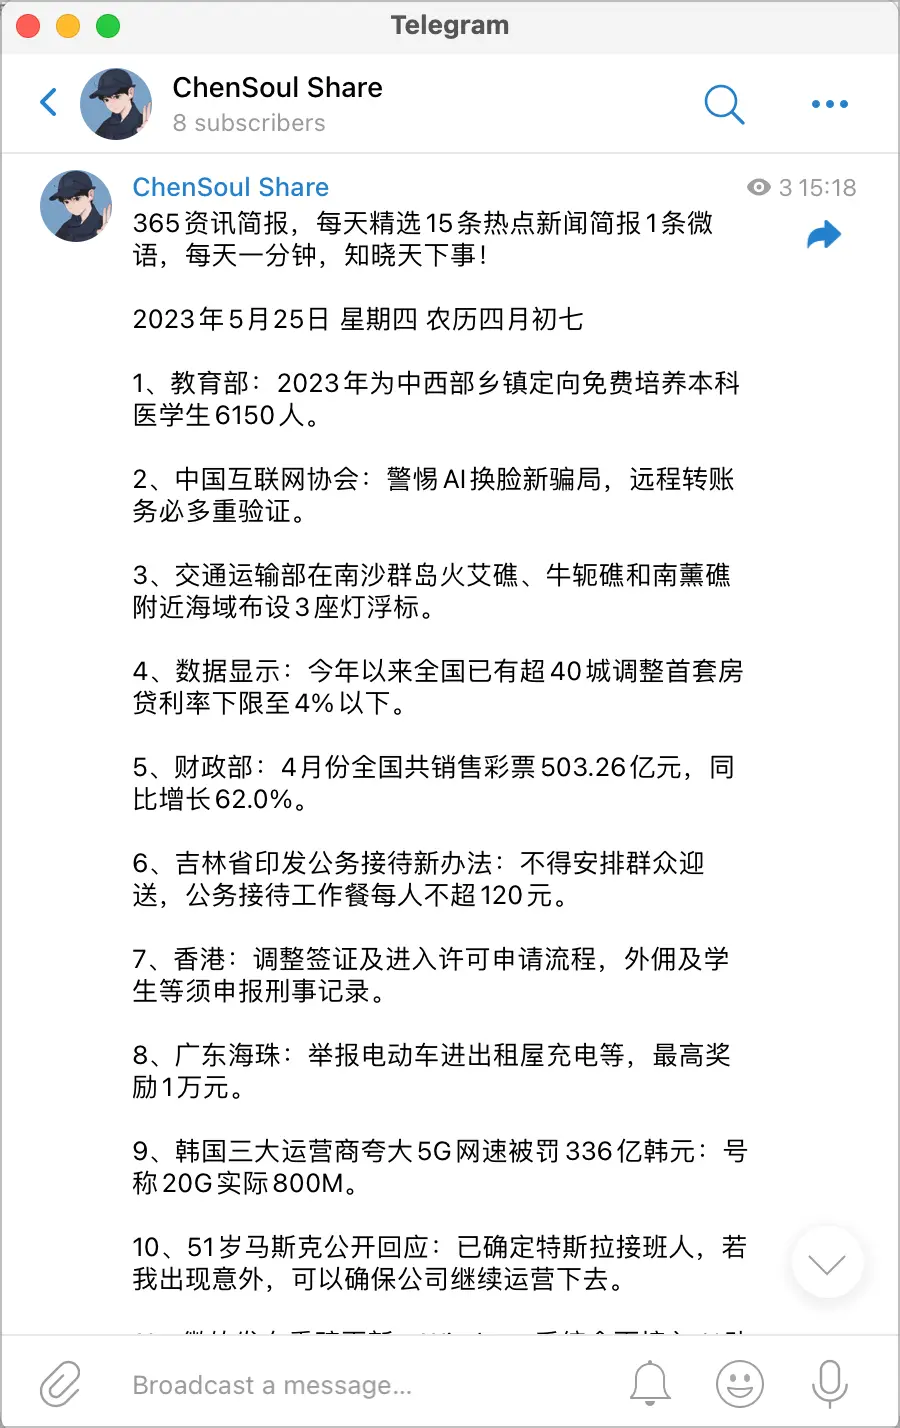 Telegram
ChenSoul Share
8 subscribers
ChenSoul Share
3 15:18
365资讯简报，每天精选15条热点新闻简报1条微
语，每天一分钟，知晓天下事！
2023年5月25日 星期四 农历四月初七
1、教育部：2023年为中西部乡镇定向免费培养本科
医学生6150人。
2、中国互联网协会：警惕AI换脸新骗局，远程转账
务必多重验证。
3、交通运输部在南沙群岛火艾礁、牛轭礁和南薰礁
附近海域布设3座灯浮标。
4、数据显示：今年以来全国已有超40城调整首套房
贷利率下限至4%以下。
5、财政部：4月份全国共销售彩票503.26亿元，同
比增长62.0%。
6、吉林省印发公务接待新办法：不得安排群众迎
送，公务接待工作餐每人不超120元。
7、香港：调整签证及进入许可申请流程，外佣及学
生等须申报刑事记录。
8、广东海珠：举报电动车进出租屋充电等，最高奖
励1万元。
9、韩国三大运营商夸大5G网速被罚336亿韩元：号
称20G实际800M。
10、51岁马斯克公开回应：已确定特斯拉接班人，若
我出现意外，可以确保公司继续运营下去。
Broadcast a message...